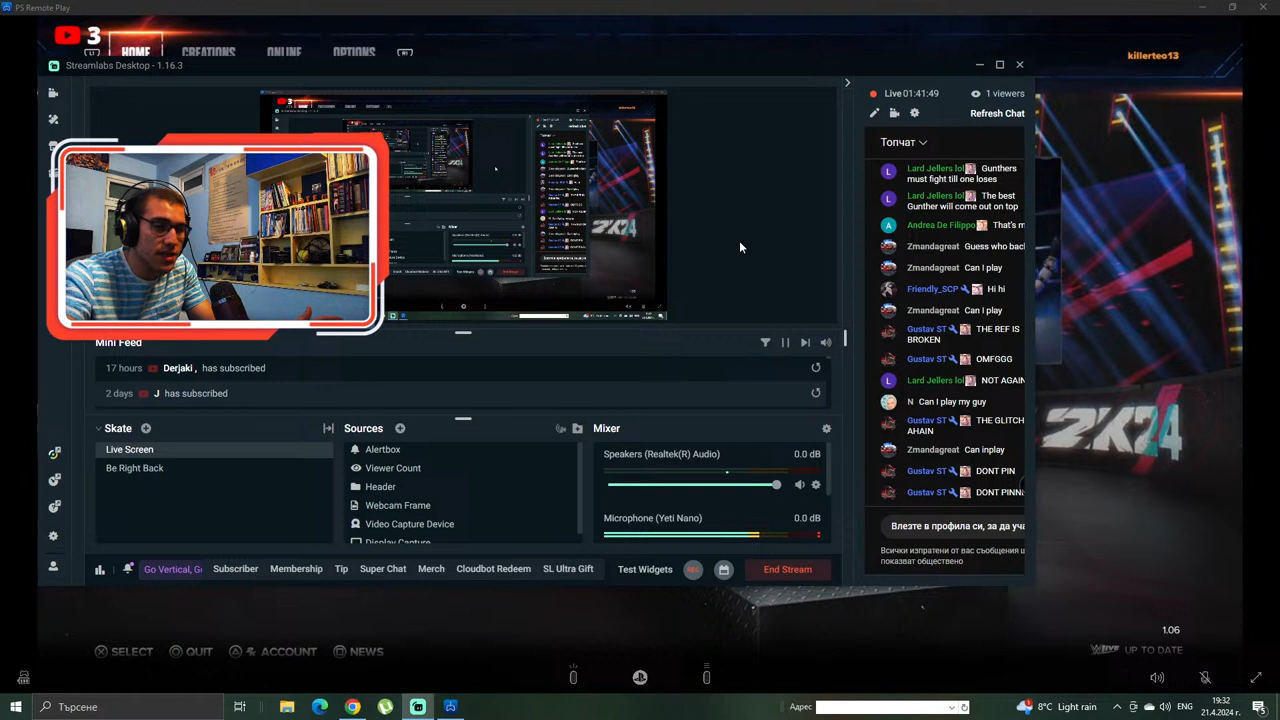 PS Remote Play
3
HOME
CREATIONS
ONLINE
OPTIONS
killerteo13
Streamlabs Desktop - 1.16.3
Live 01:41:49
1 viewers
Refresh Chat
Топчат
Lard Jellers lol Gunthers
must fight till one loses
Lard Jellers lol The best
Gunther will come out on top
Andrea De Filippo That's m
Zmandagreat Guess who bac
Zmandagreat Can I play
Friendly_SCP Hi hi
Zmandagreat Can I play
Gustav ST THE REF IS
BROKEN
Gustav ST OMFGGG
Lard Jellers lol NOT AGAIN
N Can I play my guy
Gustav ST THE GLITCH
AHAIN
Zmandagreat Can inplay
Gustav ST DONT PIN
Gustav ST DONT PINN
Влезте в профила си, за да уча
Всички изпратени от вас съобщения щ
показват обществено
Mini Feed
17 hours Derjaki , has subscribed
2 days J has subscribed
Skate
Live Screen
Be Right Back
Sources
Alertbox
Viewer Count
Header
Webcam Frame
Video Capture Device
Display Capture
Mixer
Speakers (Realtek(R) Audio) 0.0 dB
Microphone (Yeti Nano) 0.0 dB
Go Vertical, G
Subscriber
Membership
Tip
Super Chat
Merch
Cloudbot Redeem
SL Ultra Gift
Test Widgets
REC
End Stream
2K24
1.06
UP TO DATE
SELECT
QUIT
ACCOUNT
NEWS
Търсене
Адрес
8°C Light rain
ENG
19:32
21.4.2024 г.
5